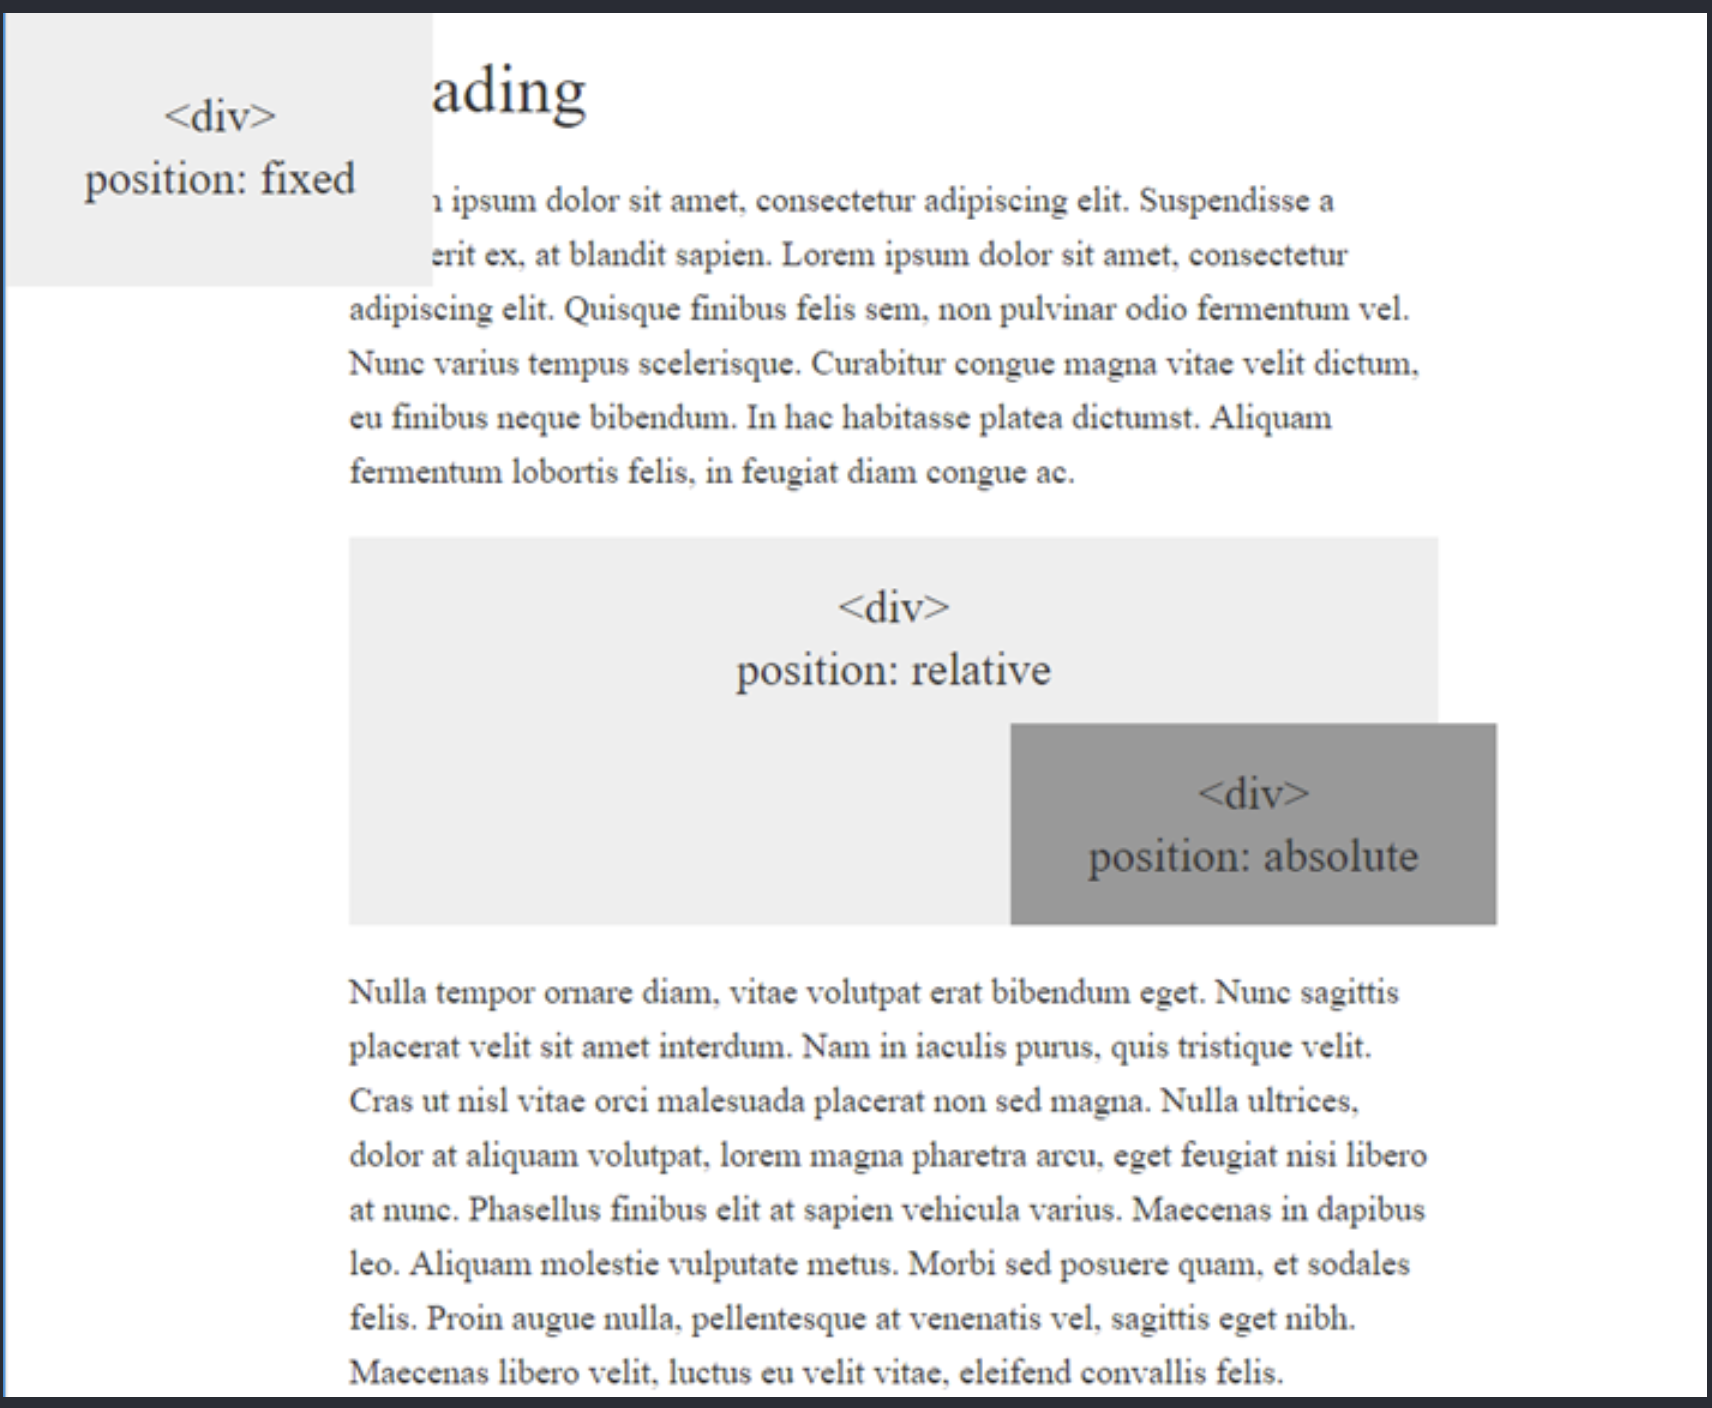 <div>
position: fixed
ading
ipsum dolor sit amet, consectetur adipiscing elit. Suspendisse a
erit ex, at blandit sapien. Lorem ipsum dolor sit amet, consectetur
adipiscing elit. Quisque finibus felis sem, non pulvinar odio fermentum vel.
Nunc varius tempus scelerisque. Curabitur congue magna vitae velit dictum,
eu finibus neque bibendum. In hac habitasse platea dictumst. Aliquam
fermentum lobortis felis, in feugiat diam congue ac.
<div>
position: relative
<div>
position: absolute
Nulla tempor ornare diam, vitae volutpat erat bibendum eget. Nunc sagittis
placerat velit sit amet interdum. Nam in iaculis purus, quis tristique velit.
Cras ut nisl vitae orci malesuada placerat non sed magna. Nulla ultrices,
dolor at aliquam volutpat, lorem magna pharetra arcu, eget feugiat nisi libero
at nunc. Phasellus finibus elit at sapien vehicula varius. Maecenas in dapibus
leo. Aliquam molestie vulputate metus. Morbi sed posuere quam, et sodales
felis. Proin augue nulla, pellentesque at venenatis vel, sagittis eget nibh.
Maecenas libero velit, luctus eu velit vitae, eleifend convallis felis.